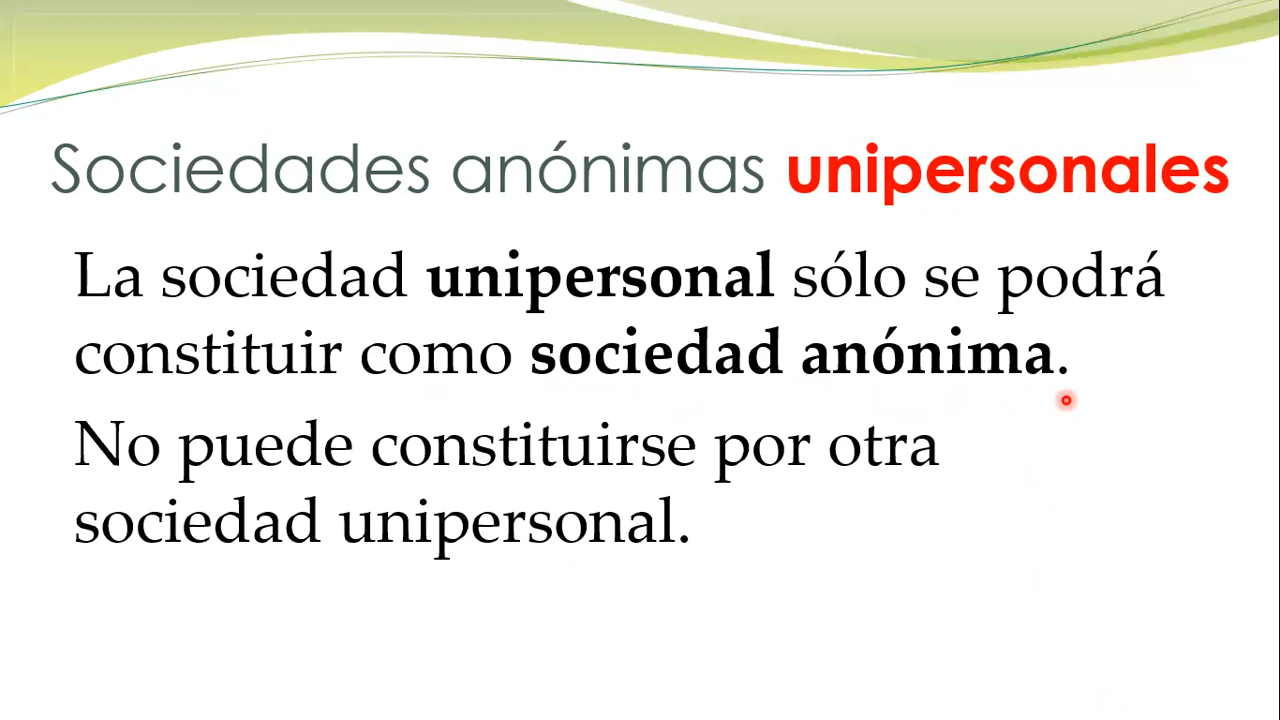 Sociedades anónimas unipersonales
La sociedad unipersonal sólo se podrá
constituir como sociedad anónima.
No puede constituirse por otra
sociedad unipersonal.